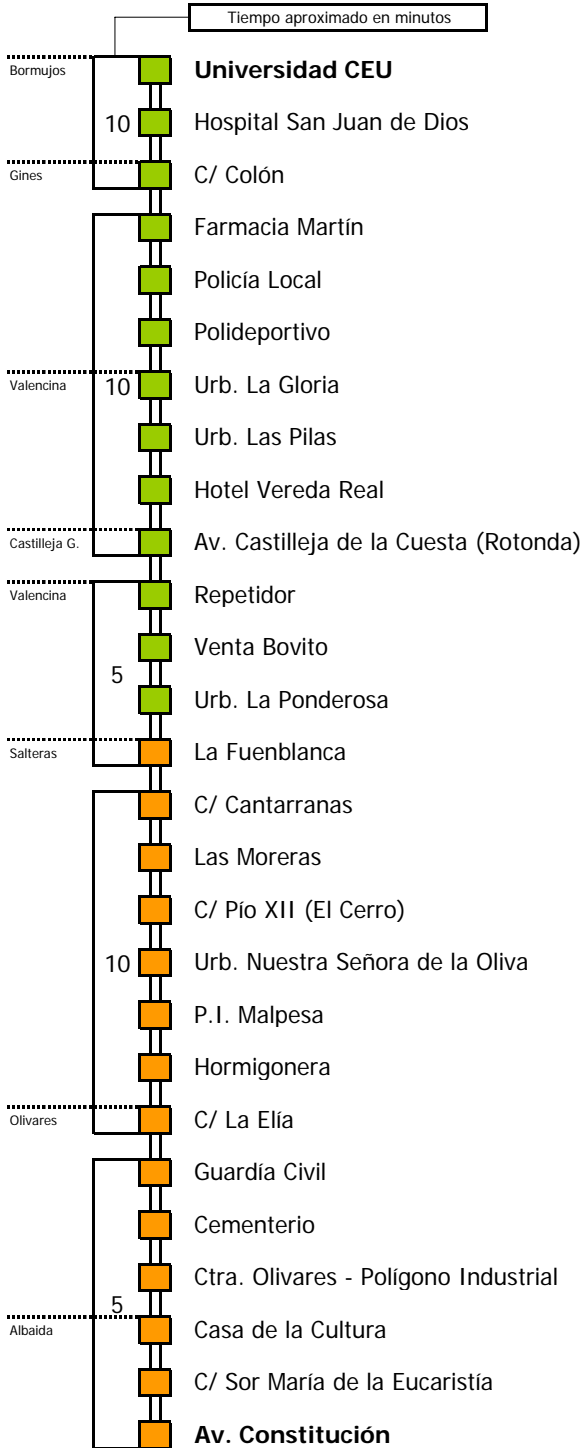 Tiempo aproximado en minutos
Bormujos
Universidad CEU
10
Hospital San Juan de Dios
Gines
C/ Colón
Farmacia Martín
Policía Local
Polideportivo
Valencina
10
Urb. La Gloria
Urb. Las Pilas
Hotel Vereda Real
Castilleja G.
Av. Castilleja de la Cuesta (Rotonda)
Valencina
Repetidor
Venta Bovito
5
Urb. La Ponderosa
Salteras
La Fuenblanca
C/ Cantarranas
Las Moreras
C/ Pío XII (El Cerro)
10
Urb. Nuestra Señora de la Oliva
P.I. Malpesa
Hormigonera
Olivares
C/ La Elía
Guardía Civil
Cementerio
Ctra. Olivares - Polígono Industrial
5
Albaida
Casa de la Cultura
C/ Sor María de la Eucaristía
Av. Constitución